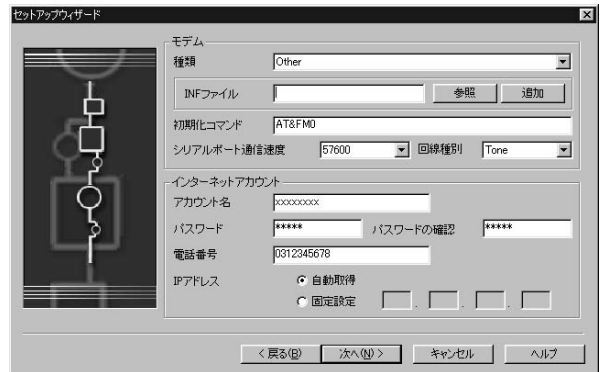 セットアップウィザード
モデム
種類 Other
INFファイル 参照 追加
初期化コマンド AT&FM0
シリアルポート通信速度 57600 回線種別 Tone
インターネットアカウント
アカウント名 xxxxxxxx
パスワード ***** パスワードの確認 *****
電話番号 0312345678
IPアドレス 自動取得
固定設定 . . .
< 戻る(B) 次へ(N) > キャンセル ヘルプ